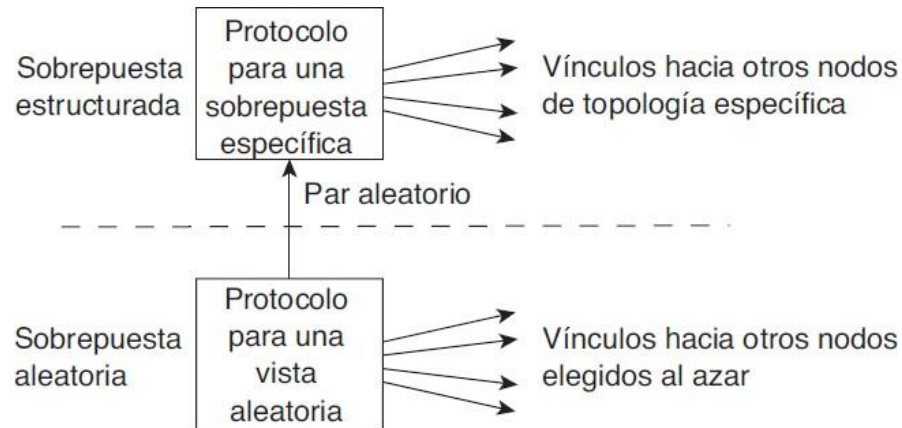 Sobrepuesta
estructurada
Protocolo
para una
sobrepuesta
específica
Vínculos hacia otros nodos
de topología específica
Par aleatorio
Sobrepuesta
aleatoria
Protocolo
para una
vista
aleatoria
Vínculos hacia otros nodos
elegidos al azar